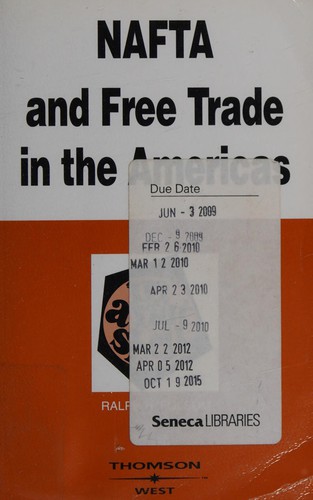 NAFTA
and Free Trade
in the Americas
Due Date
JUN - 3 2009
DEC - 9 2009
FEB 2 6 2010
MAR 1 2 2010
APR 2 3 2010
JUL - 9 2010
MAR 2 2 2012
APR 0 5 2012
OCT 1 9 2015
Seneca LIBRARIES
THOMSON
WEST